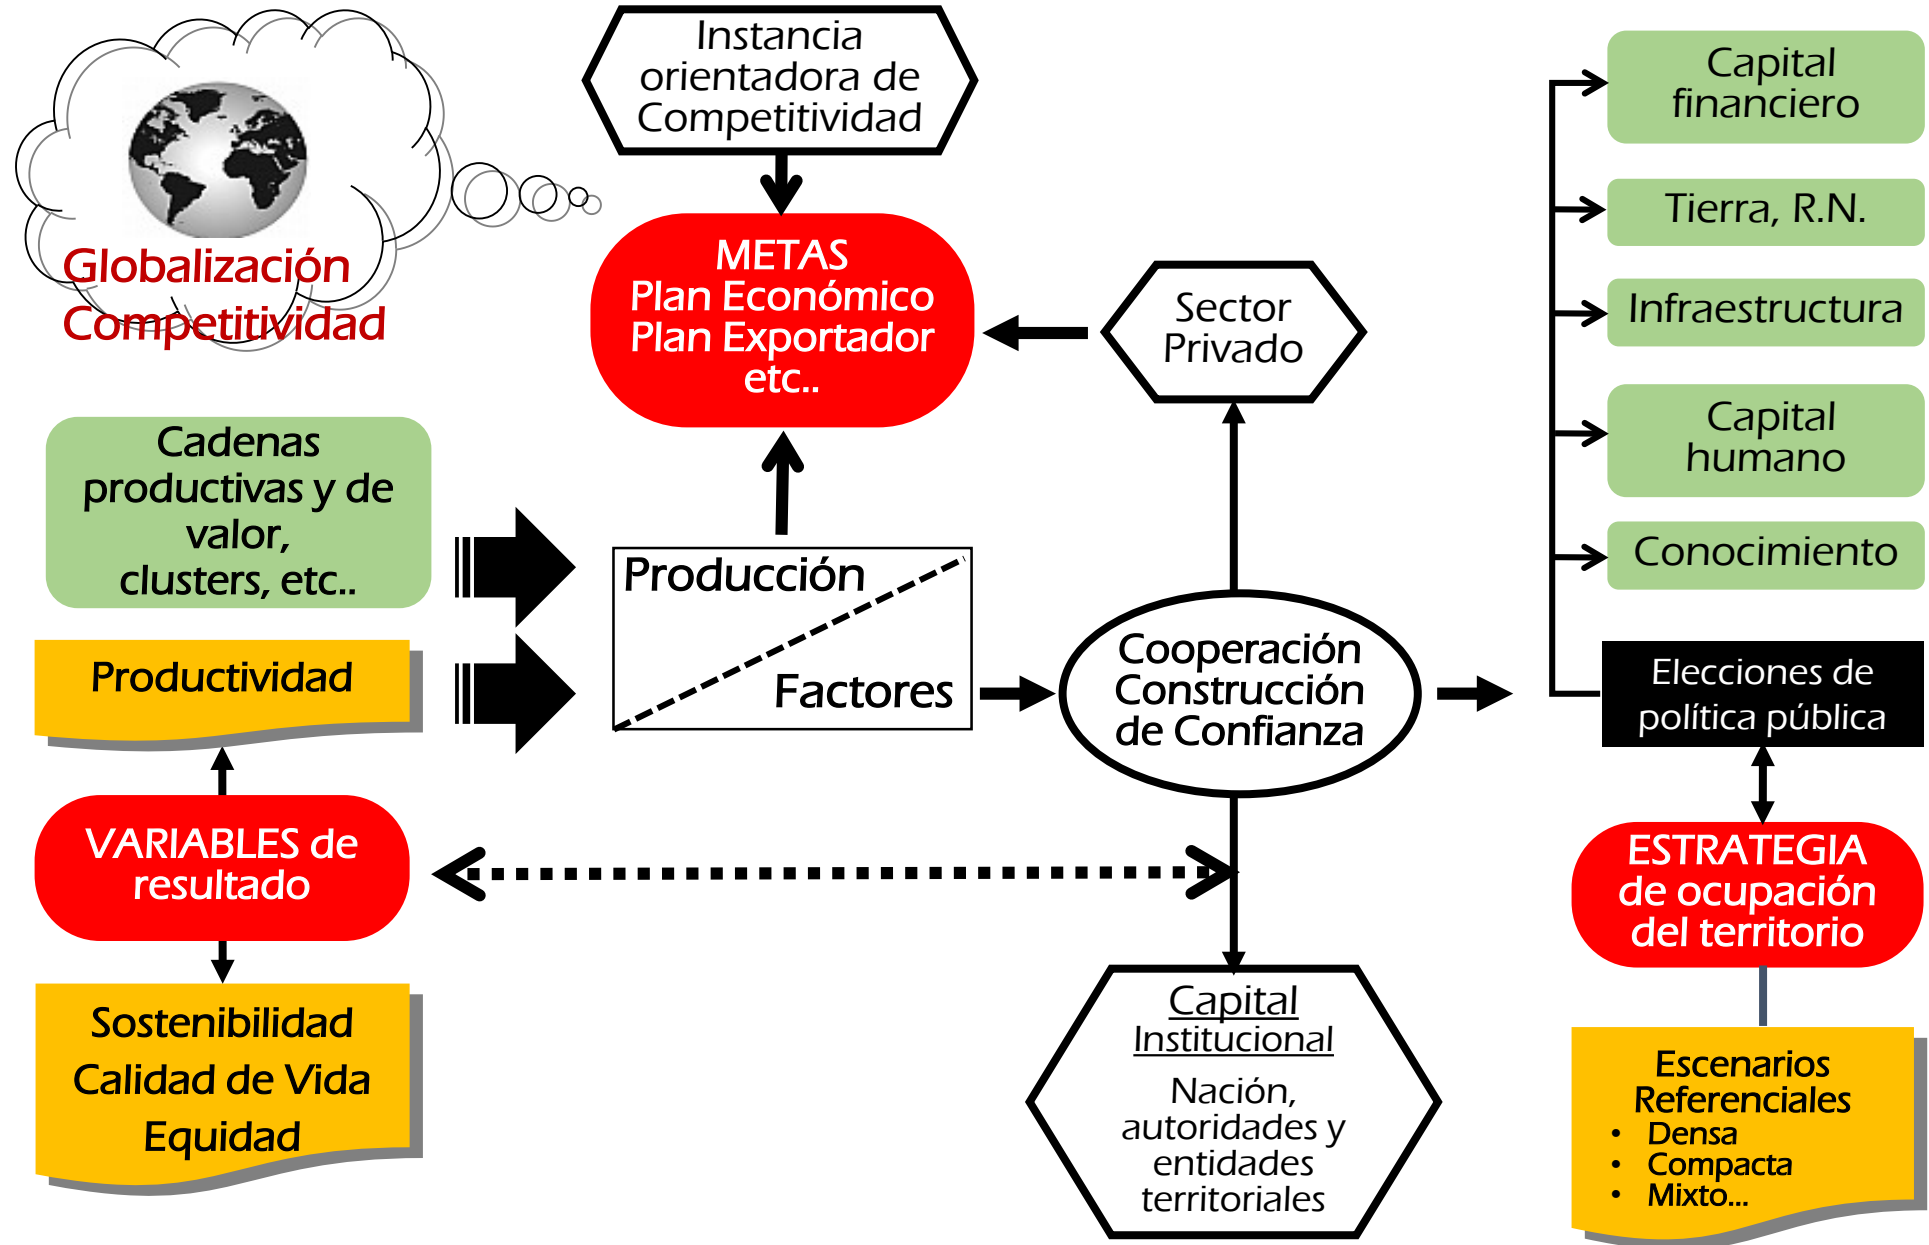 Globalización
Competitividad
Instancia
orientadora de
Competitividad
METAS
Plan Económico
Plan Exportador
etc..
Sector
Privado
Capital
financiero
Tierra, R.N.
Infraestructura
Capital
humano
Conocimiento
Cadenas
productivas y de
valor,
clusters, etc..
Productividad
Producción
Factores
Cooperación
Construcción
de Confianza
Elecciones de
política pública
VARIABLES de
resultado
ESTRATEGIA
de ocupación
del territorio
Sostenibilidad
Calidad de Vida
Equidad
Capital
Institucional
Nación,
autoridades y
entidades
territoriales
Escenarios
Referenciales
• Densa
• Compacta
• Mixto...